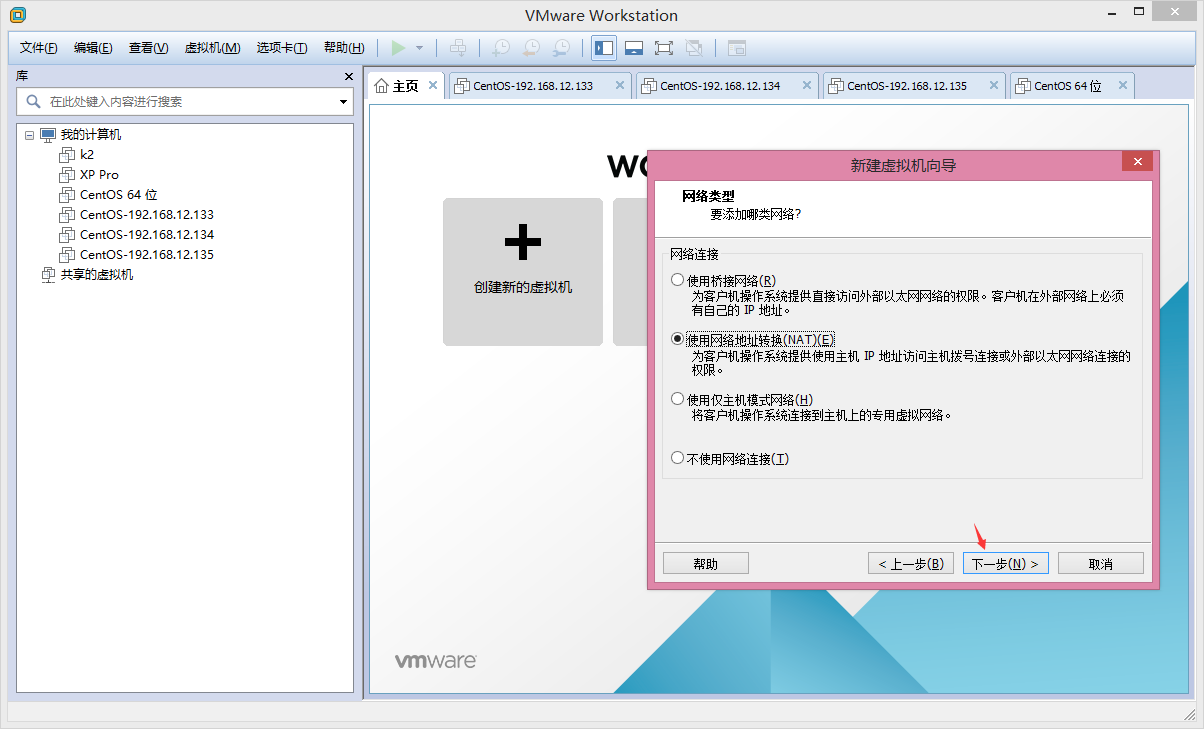 VMware Workstation
文件(F) 编辑(E) 查看(V) 虚拟机(M) 选项卡(T) 帮助(H)
库
在此处键入内容进行搜索
我的计算机
k2
XP Pro
CentOS 64 位
CentOS-192.168.12.133
CentOS-192.168.12.134
CentOS-192.168.12.135
共享的虚拟机
主页 CentOS-192.168.12.133 CentOS-192.168.12.134 CentOS-192.168.12.135 CentOS 64 位
创建新的虚拟机
vmware
新建虚拟机向导
网络类型
要添加哪类网络?
网络连接
使用桥接网络(R)
为客户机操作系统提供直接访问外部以太网网络的权限。客户机在外部网络上必须
有自己的 IP 地址。
使用网络地址转换(NAT)(E)
为客户机操作系统提供使用主机 IP 地址访问主机拨号连接或外部以太网网络连接的
权限。
使用仅主机模式网络(H)
将客户机操作系统连接到主机上的专用虚拟网络。
不使用网络连接(T)
帮助 < 上一步(B) 下一步(N) > 取消